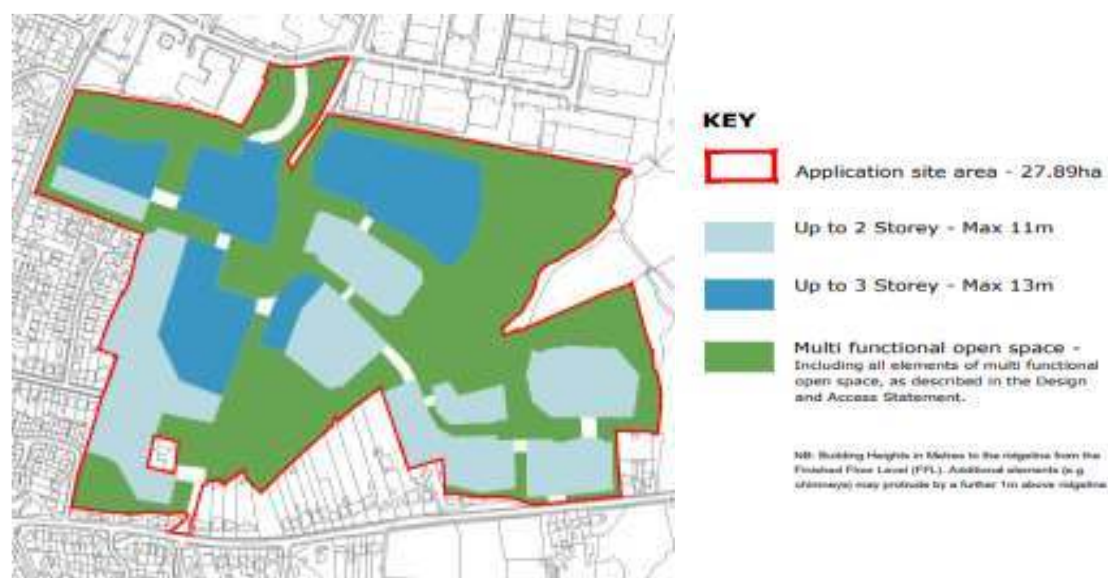 KEY
Application site area - 27.89ha
Up to 2 Storey - Max 11m
Up to 3 Storey - Max 13m
Multi functional open space -
Including all elements of multi functional
open space, as described in the Design
and Access Statement.
NB: Building Heights in Metres to the ridgeline from the
Finished Floor Level (FFL). Additional elements (e.g
chimneys) may protrude by a further 1m above ridgeline